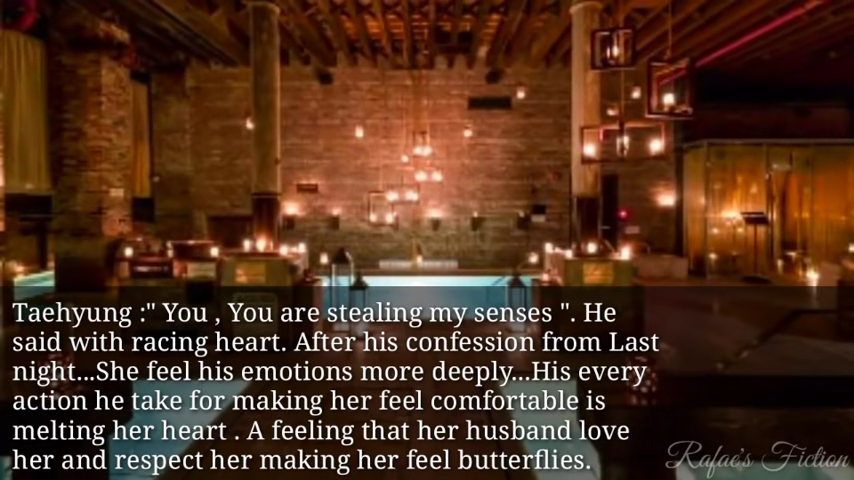 Taehyung :" You , You are stealing my senses ". He
said with racing heart. After his confession from Last
night...She feel his emotions more deeply...His every
action he take for making her feel comfortable is
melting her heart . A feeling that her husband love
her and respect her making her feel butterflies.
Rafae's Fiction